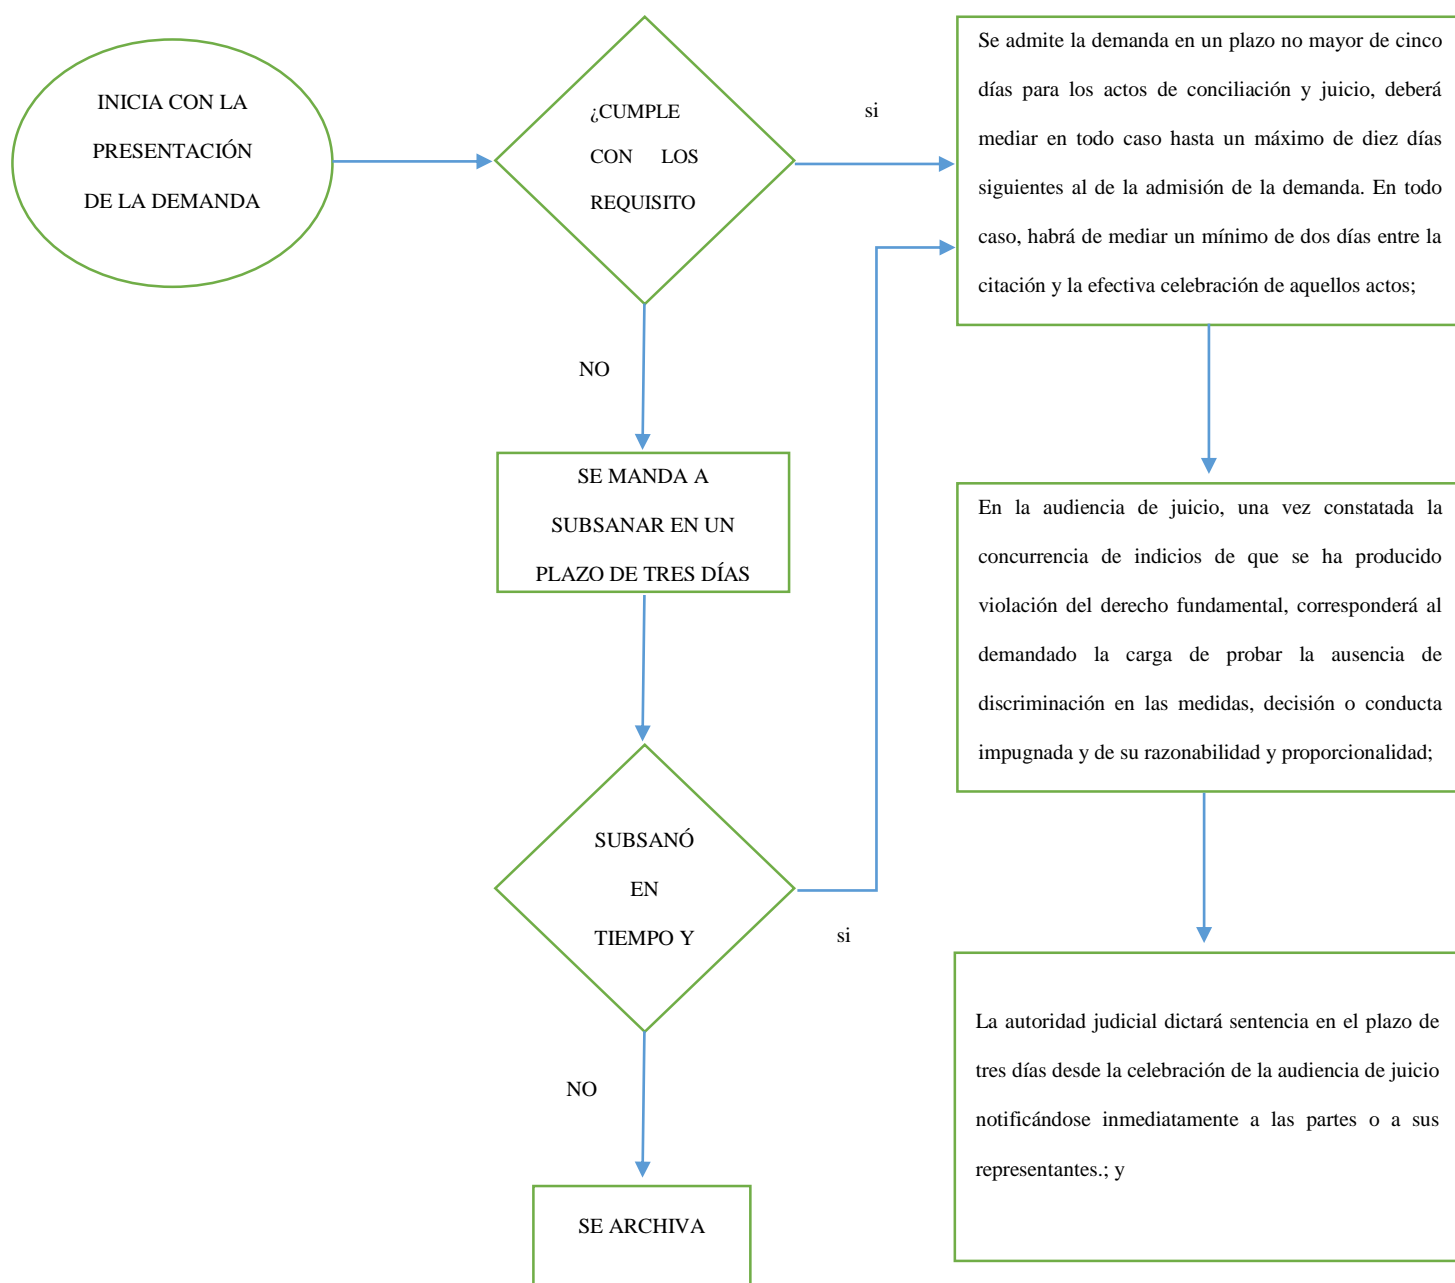 INICIA CON LA
PRESENTACIÓN
DE LA DEMANDA
¿CUMPLE
CON LOS
REQUISITO
si
Se admite la demanda en un plazo no mayor de cinco
días para los actos de conciliación y juicio, deberá
mediar en todo caso hasta un máximo de diez días
siguientes al de la admisión de la demanda. En todo
caso, habrá de mediar un mínimo de dos días entre la
citación y la efectiva celebración de aquellos actos;
NO
SE MANDA A
SUBSANAR EN UN
PLAZO DE TRES DÍAS
En la audiencia de juicio, una vez constatada la
concurrencia de indicios de que se ha producido
violación del derecho fundamental, corresponderá al
demandado la carga de probar la ausencia de
discriminación en las medidas, decisión o conducta
impugnada y de su razonabilidad y proporcionalidad;
SUBSANÓ
EN
TIEMPO Y
si
NO
La autoridad judicial dictará sentencia en el plazo de
tres días desde la celebración de la audiencia de juicio
notificándose inmediatamente a las partes o a sus
representantes.; y
SE ARCHIVA